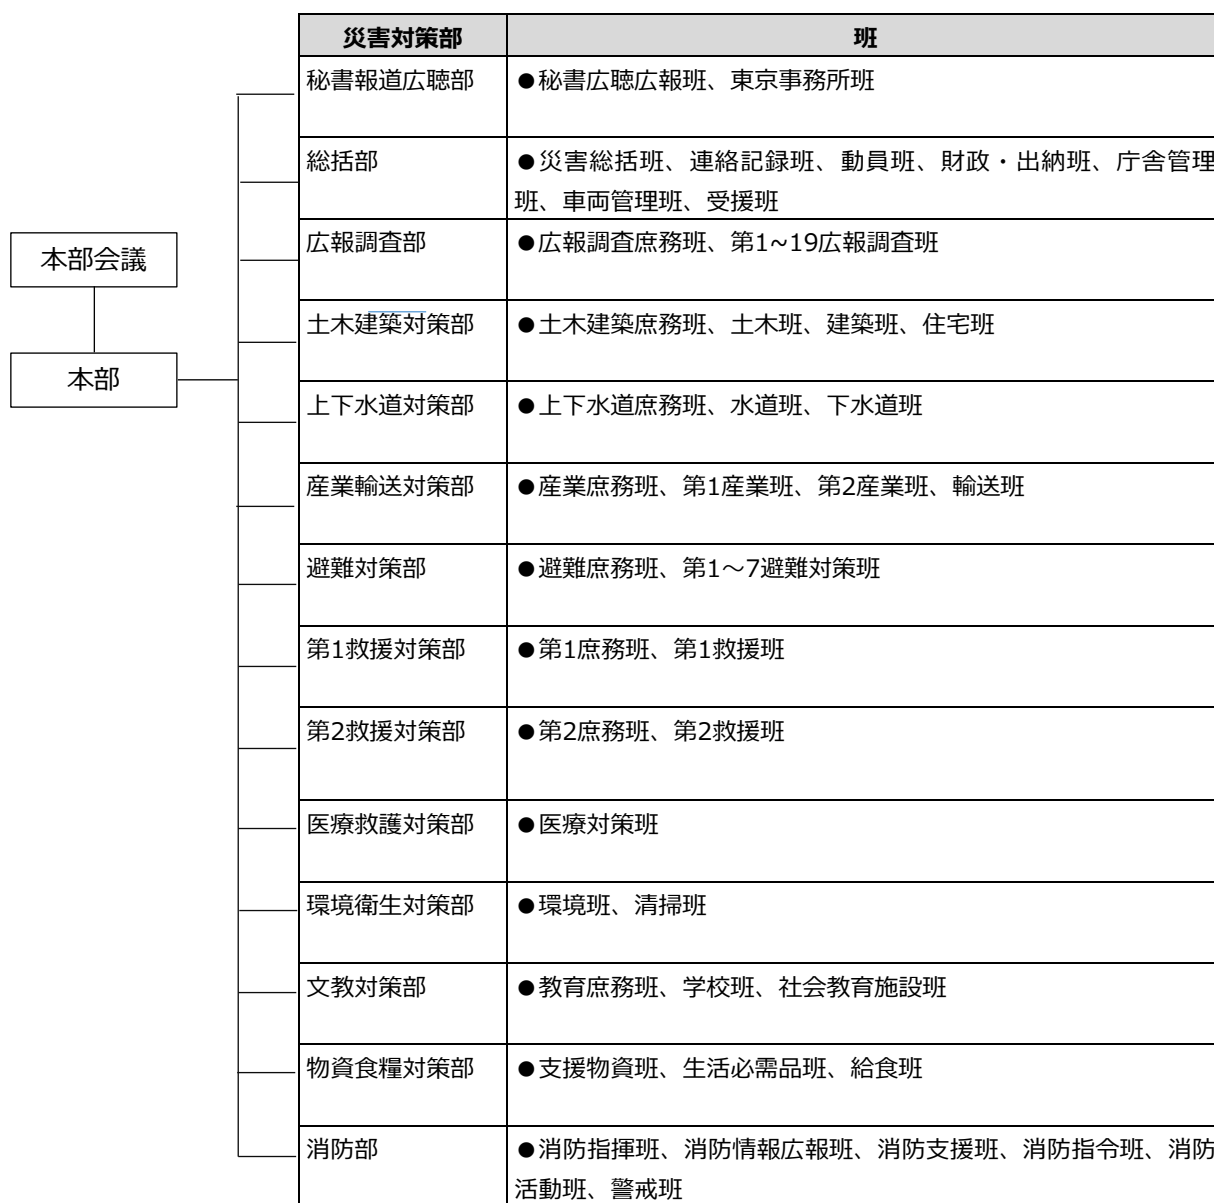 災害対策部 班
秘書報道広聴部 ●秘書広聴広報班、東京事務所班
総括部 ●災害総括班、連絡記録班、動員班、財政・出納班、庁舎管理
班、車両管理班、受援班
広報調査部 ●広報調査庶務班、第1~19広報調査班
本部会議
土木建築対策部 ●土木建築庶務班、土木班、建築班、住宅班
本部
上下水道対策部 ●上下水道庶務班、水道班、下水道班
産業輸送対策部 ●産業庶務班、第1産業班、第2産業班、輸送班
避難対策部 ●避難庶務班、第1～7避難対策班
第1救援対策部 ●第1庶務班、第1救援班
第2救援対策部 ●第2庶務班、第2救援班
医療救護対策部 ●医療対策班
環境衛生対策部 ●環境班、清掃班
文教対策部 ●教育庶務班、学校班、社会教育施設班
物資食糧対策部 ●支援物資班、生活必需品班、給食班
消防部 ●消防指揮班、消防情報広報班、消防支援班、消防指令班、消防
活動班、警戒班